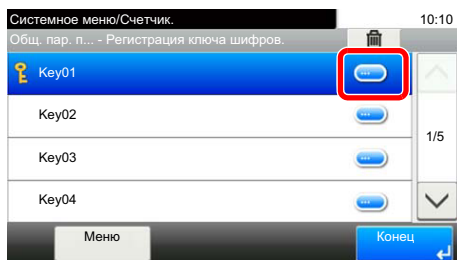 Системное меню/Счетчик. 10:10
Общ. пар. п... - Регистрация ключа шифров.
Key01
Key02
Key03
1/5
Key04
Меню
Конец